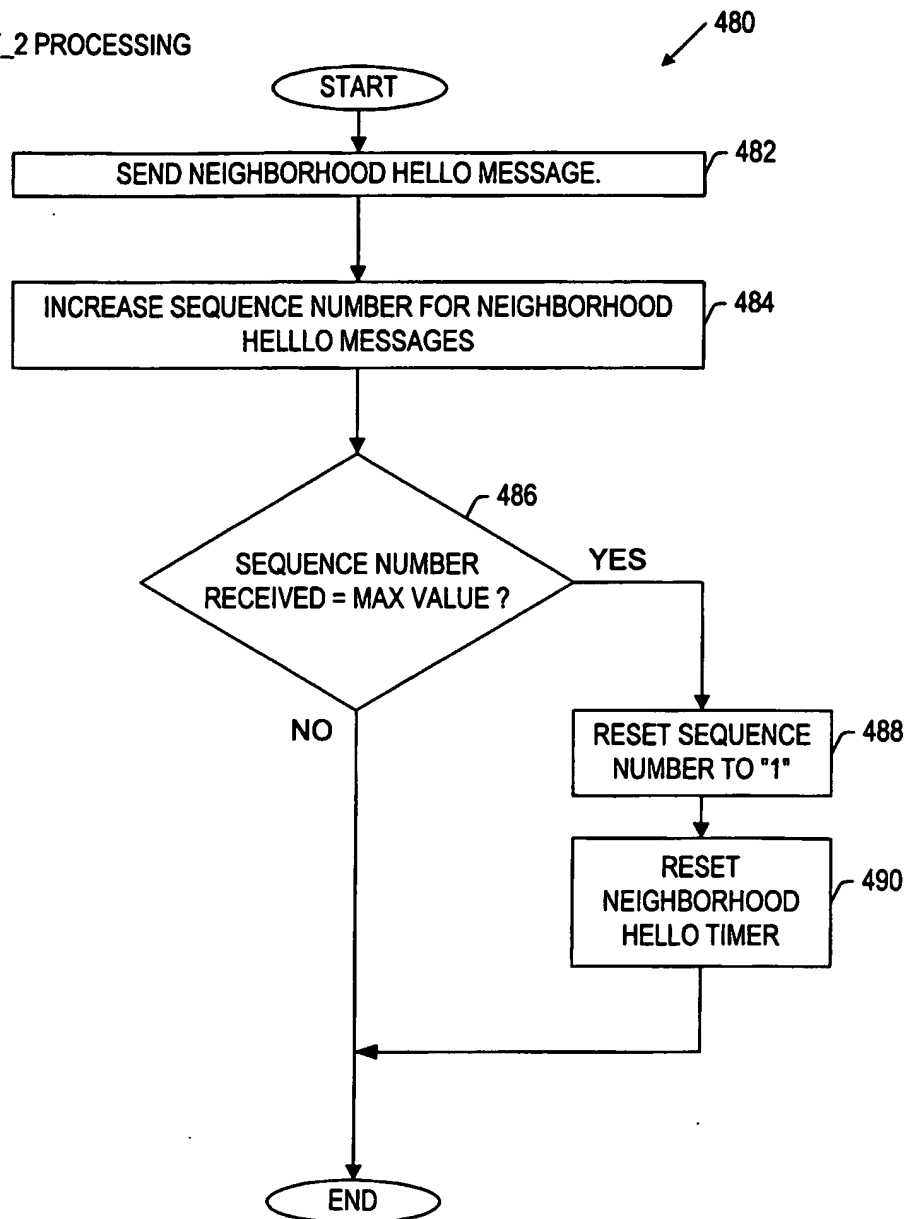 _2 PROCESSING
480
START
SEND NEIGHBORHOOD HELLO MESSAGE.
482
INCREASE SEQUENCE NUMBER FOR NEIGHBORHOOD
HELLLO MESSAGES
484
486
SEQUENCE NUMBER
RECEIVED = MAX VALUE ?
YES
NO
RESET SEQUENCE
NUMBER TO "1"
488
RESET
NEIGHBORHOOD
HELLO TIMER
490
END